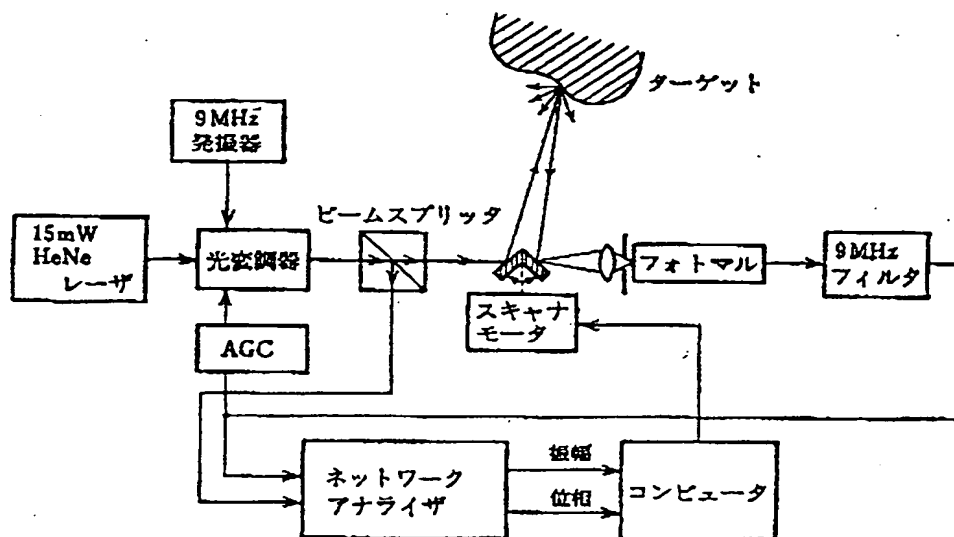 ターゲット
9MHz
発振器
ビームスプリッタ
15mW
HeNe
レーザ
光変調器
フォトマル
9MHz
フィルタ
スキャナ
モータ
AGC
ネットワーク
アナライザ
振幅
位相
コンピュータ